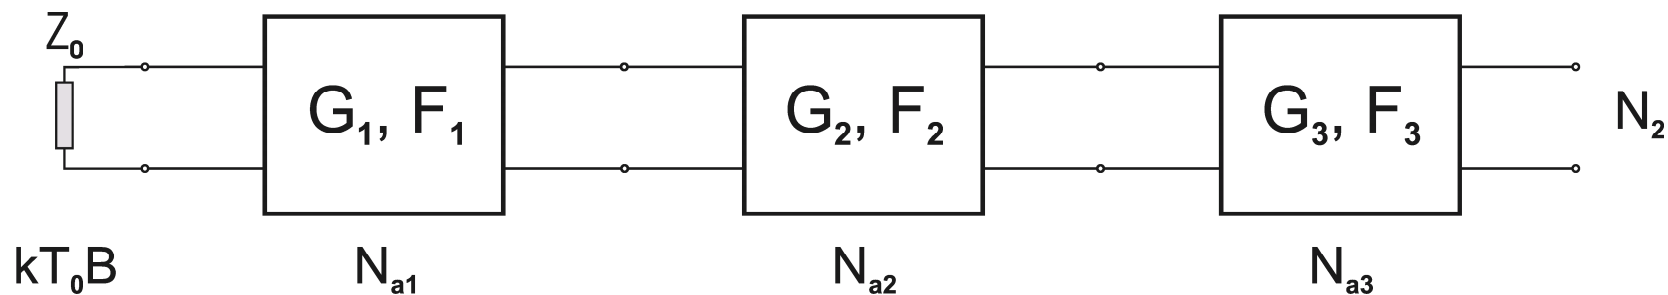 Z₀
G₁, F₁ G₂, F₂ G₃, F₃ N₂
kT₀B Nₐ₁ Nₐ₂ Nₐ₃